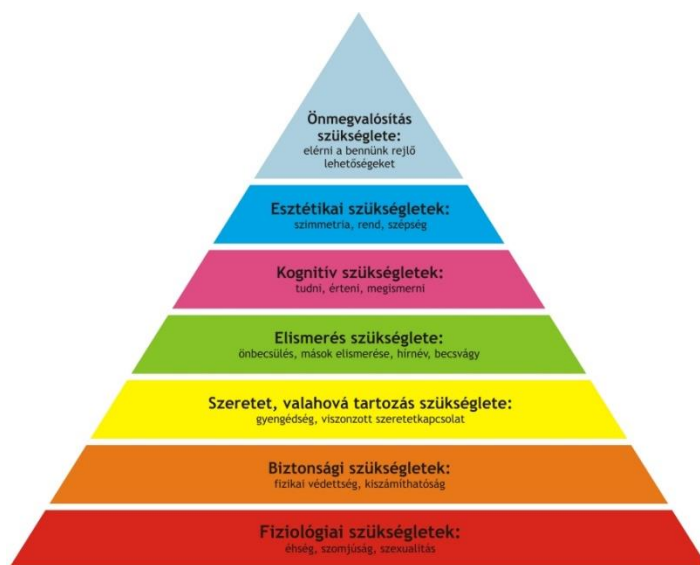 Önmegvalósítás
szükséglete:
elérni a bennünk rejlő
lehetőségeket
Esztétikai szükségletek:
szimmetria, rend, szépség
Kognitív szükségletek:
tudni, érteni, megismerni
Elismerés szükséglete:
önbecsülés, mások elismerése, hírnév, becsvágy
Szeretet, valahová tartozás szükséglete:
gyengédség, viszonzott szeretetkapcsolat
Biztonsági szükségletek:
fizikai védettség, kiszámíthatóság
Fiziológiai szükségletek:
éhség, szomjúság, szexualitás